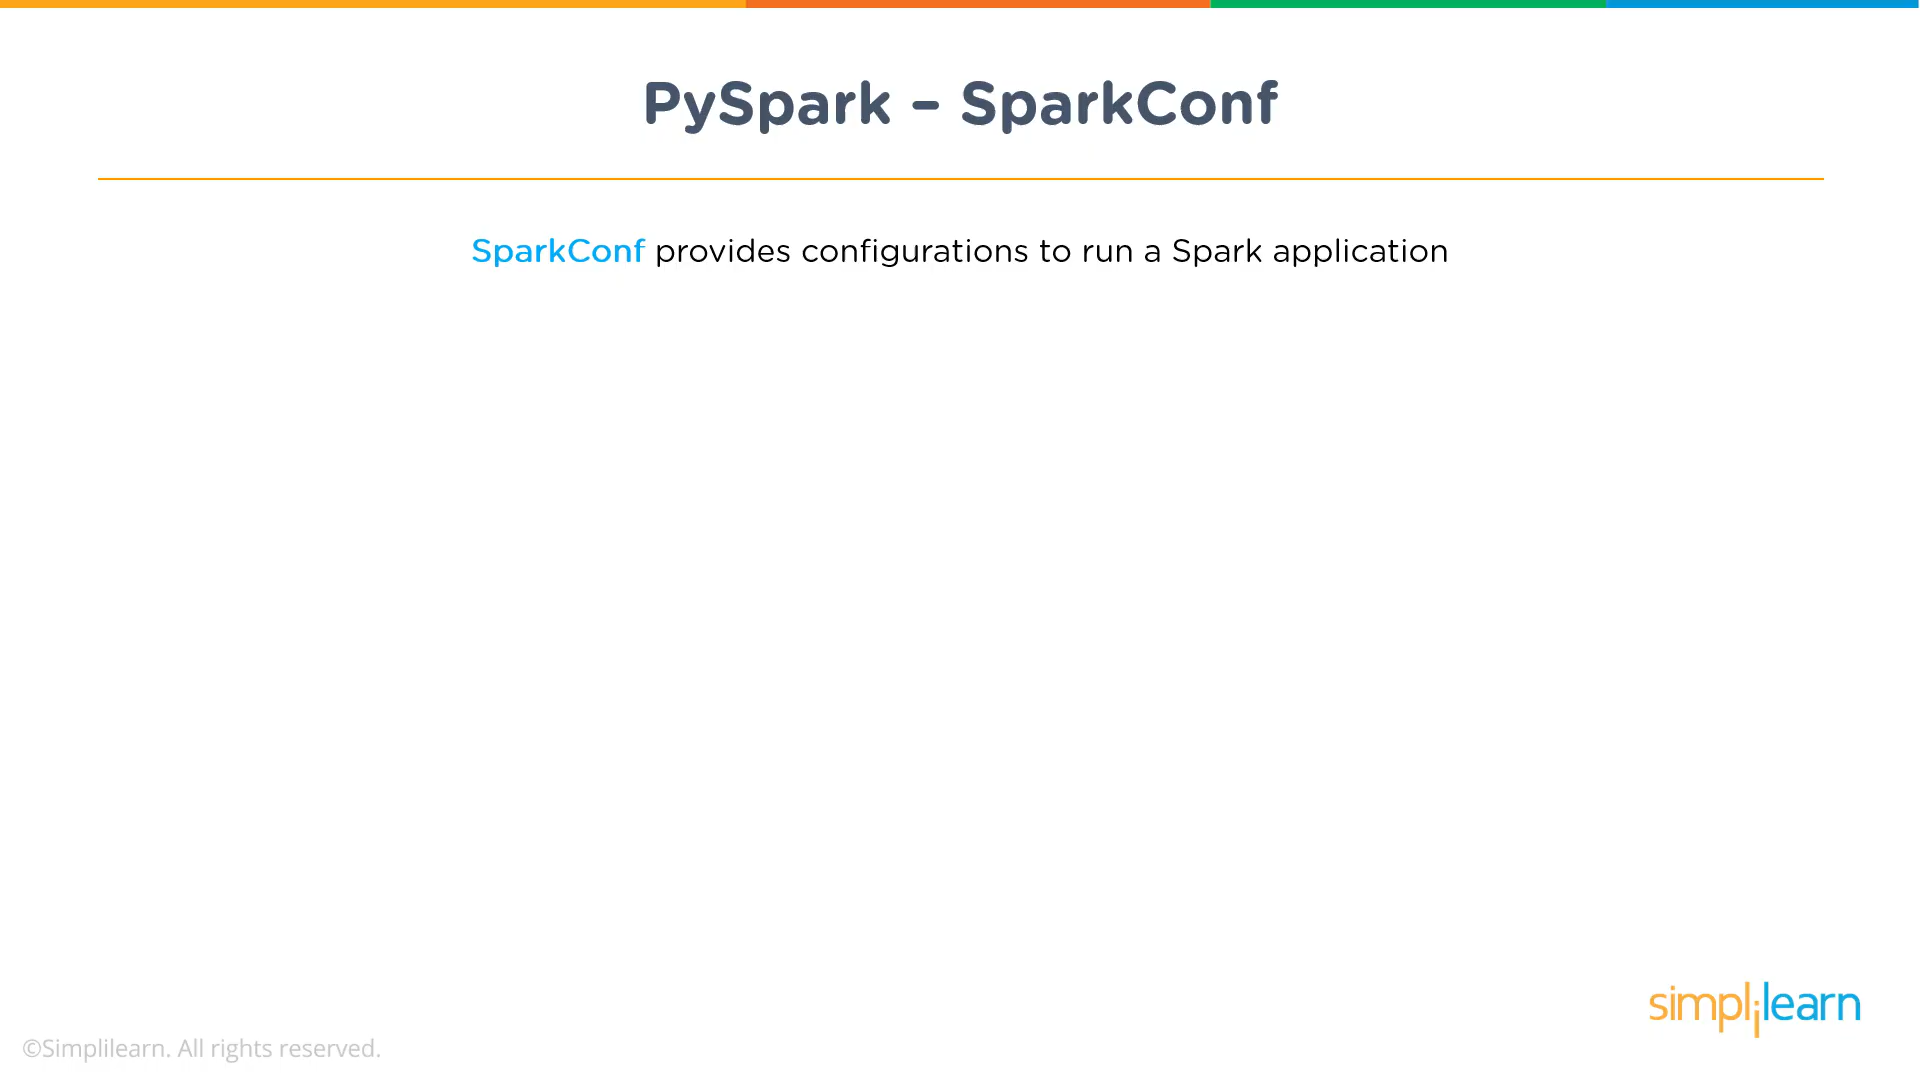 PySpark – SparkConf
SparkConf provides configurations to run a Spark application
simplilearn
©Simplilearn. All rights reserved.